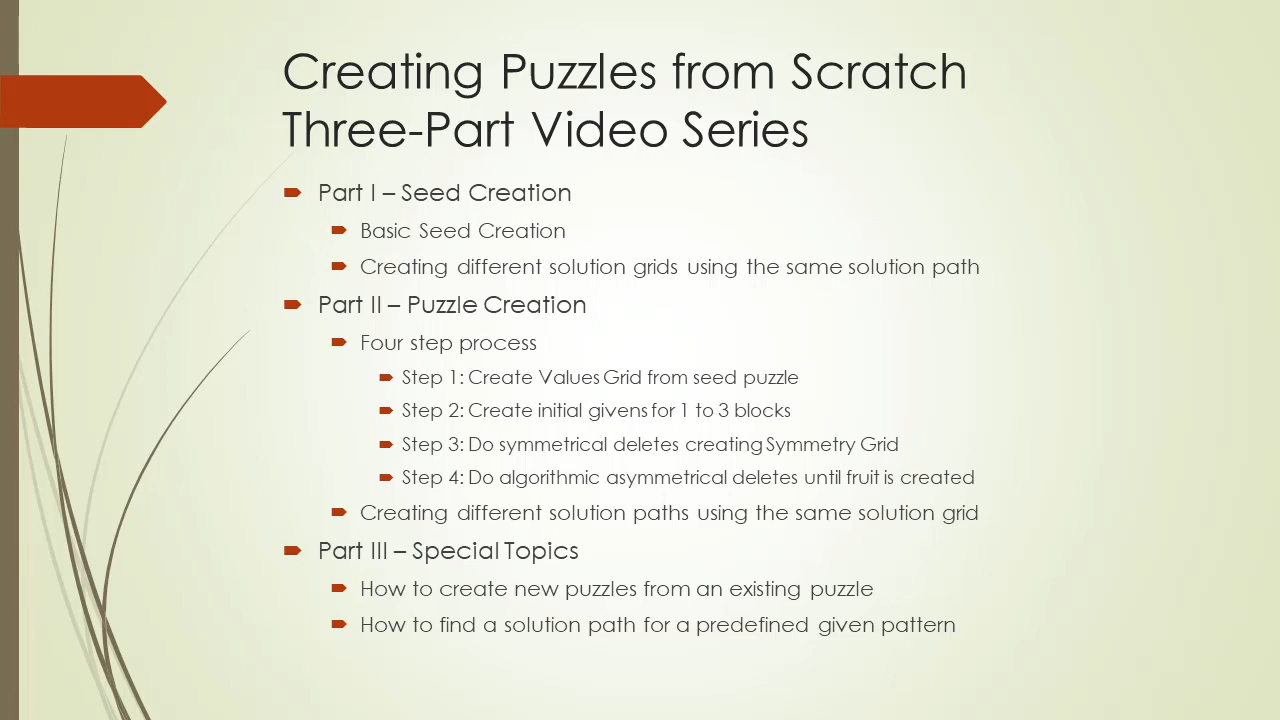 Creating Puzzles from Scratch
Three-Part Video Series
Part I – Seed Creation
Basic Seed Creation
Creating different solution grids using the same solution path
Part II – Puzzle Creation
Four step process
Step 1: Create Values Grid from seed puzzle
Step 2: Create initial givens for 1 to 3 blocks
Step 3: Do symmetrical deletes creating Symmetry Grid
Step 4: Do algorithmic asymmetrical deletes until fruit is created
Creating different solution paths using the same solution grid
Part III – Special Topics
How to create new puzzles from an existing puzzle
How to find a solution path for a predefined given pattern